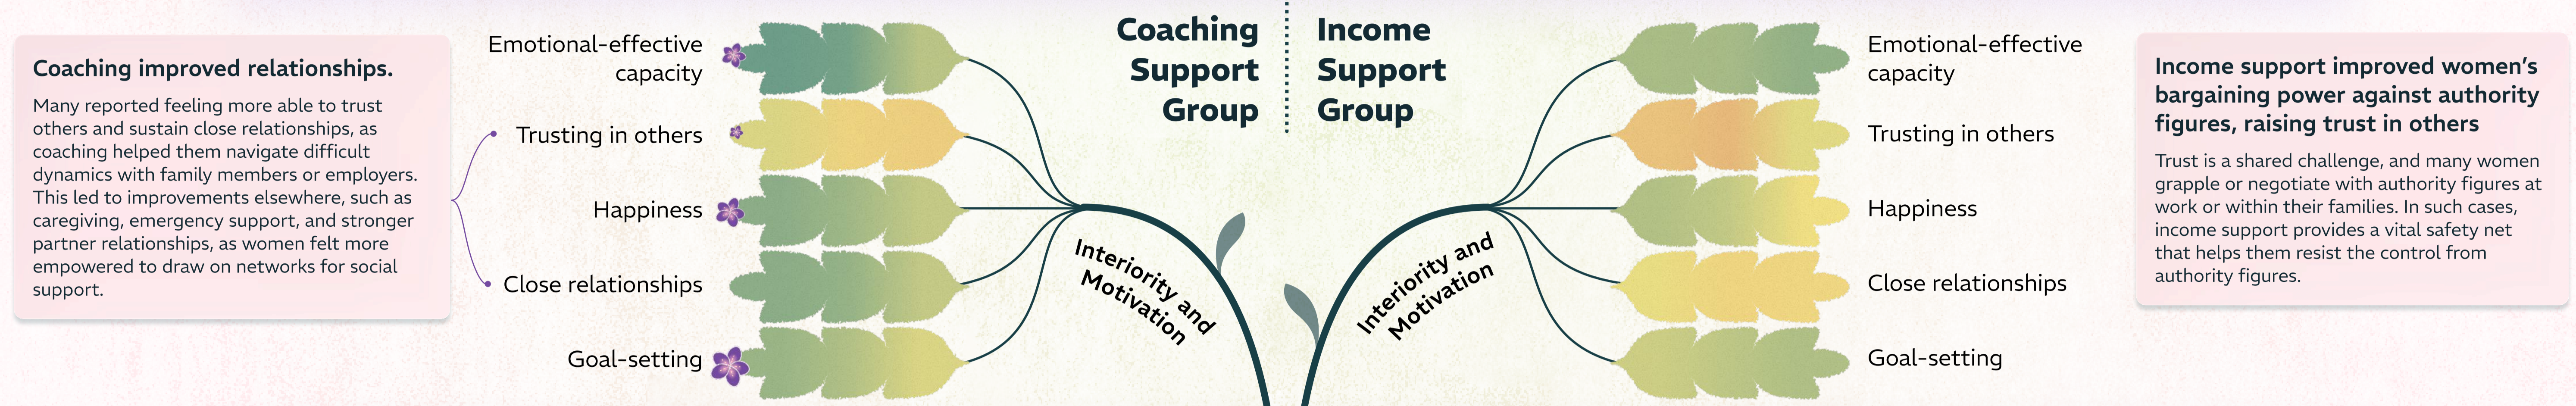 Coaching improved relationships.
Many reported feeling more able to trust
others and sustain close relationships, as
coaching helped them navigate difficult
dynamics with family members or employers.
This led to improvements elsewhere, such as
caregiving, emergency support, and stronger
partner relationships, as women felt more
empowered to draw on networks for social
support.
Emotional-effective
capacity
Trusting in others
Happiness
Close relationships
Goal-setting
Coaching
Support
Group
Interiority and
Motivation
Income
Support
Group
Interiority and
Motivation
Emotional-effective
capacity
Trusting in others
Happiness
Close relationships
Goal-setting
Income support improved women’s
bargaining power against authority
figures, raising trust in others
Trust is a shared challenge, and many women
grapple or negotiate with authority figures at
work or within their families. In such cases,
income support provides a vital safety net
that helps them resist the control from
authority figures.